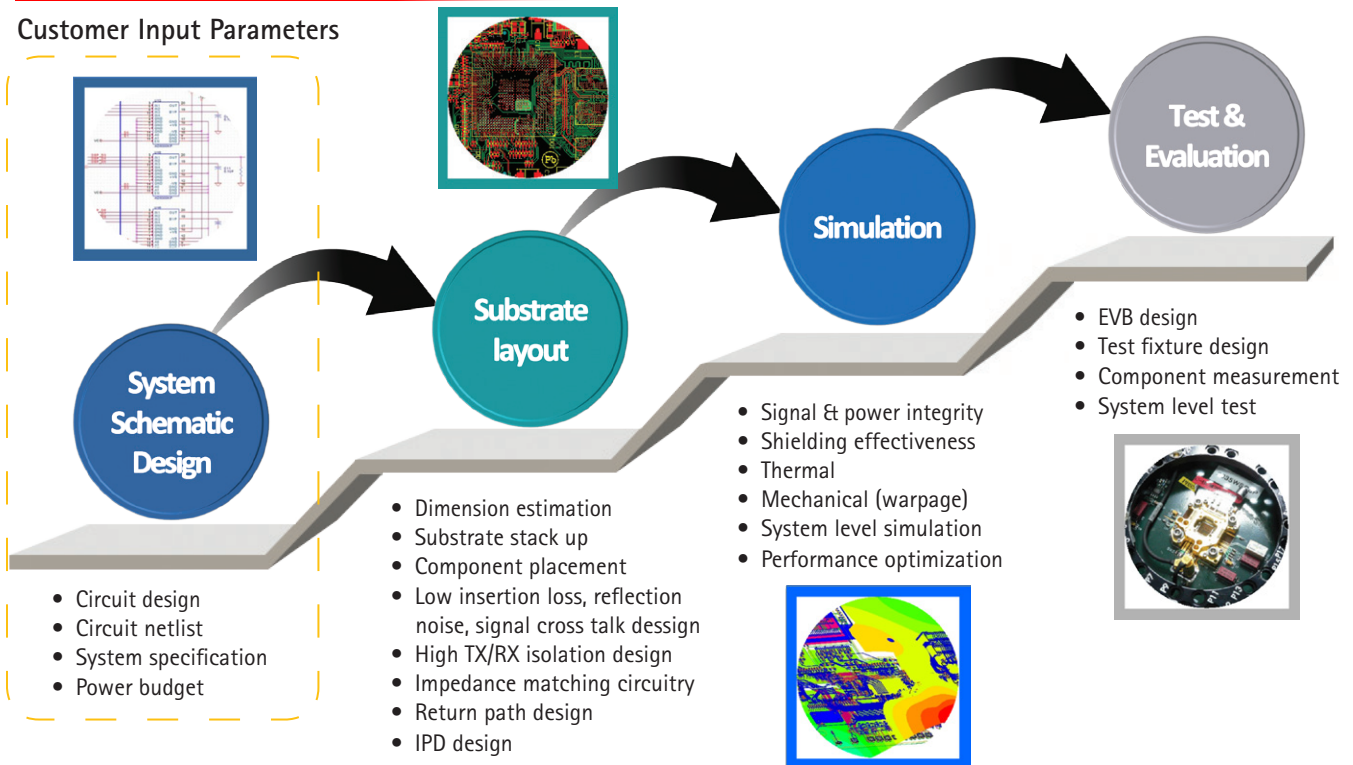 Customer Input Parameters
System
Schematic
Design
• Circuit design
• Circuit netlist
• System specification
• Power budget
Substrate
layout
• Dimension estimation
• Substrate stack up
• Component placement
• Low insertion loss, reflection
noise, signal cross talk dessign
• High TX/RX isolation design
• Impedance matching circuitry
• Return path design
• IPD design
Simulation
• Signal & power integrity
• Shielding effectiveness
• Thermal
• Mechanical (warpage)
• System level simulation
• Performance optimization
Test &
Evaluation
• EVB design
• Test fixture design
• Component measurement
• System level test